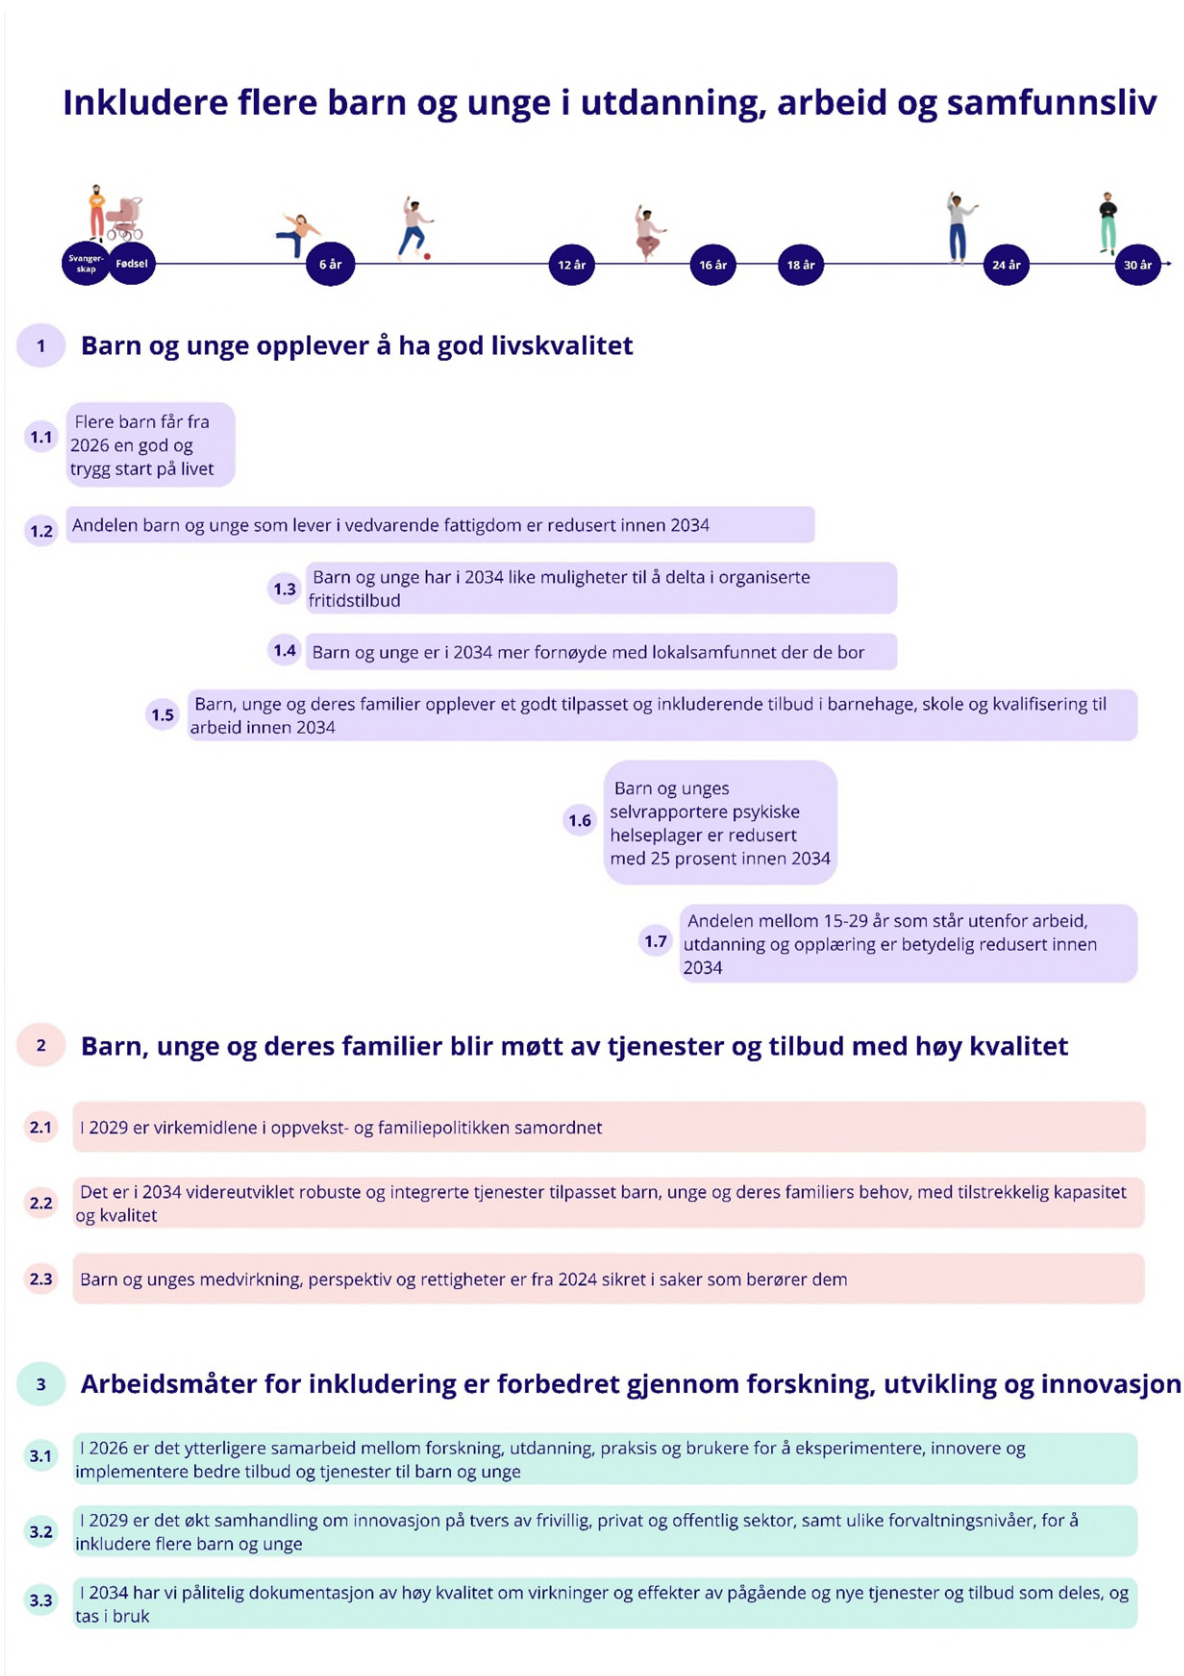 Inkludere flere barn og unge i utdanning, arbeid og samfunnsliv
Svanger-
skap
Fødsel
6 år
12 år
16 år
18 år
24 år
30 år
1
Barn og unge opplever å ha god livskvalitet
1.1
Flere barn får fra
2026 en god og
trygg start på livet
1.2
Andelen barn og unge som lever i vedvarende fattigdom er redusert innen 2034
1.3
Barn og unge har i 2034 like muligheter til å delta i organiserte
fritidstilbud
1.4
Barn og unge er i 2034 mer fornøyde med lokalsamfunnet der de bor
1.5
Barn, unge og deres familier opplever et godt tilpasset og inkluderende tilbud i barnehage, skole og kvalifisering til
arbeid innen 2034
1.6
Barn og unges
selvrapportere psykiske
helseplager er redusert
med 25 prosent innen 2034
1.7
Andelen mellom 15-29 år som står utenfor arbeid,
utdanning og opplæring er betydelig redusert innen
2034
2
Barn, unge og deres familier blir møtt av tjenester og tilbud med høy kvalitet
2.1
I 2029 er virkemidlene i oppvekst- og familiepolitikken samordnet
2.2
Det er i 2034 videreutviklet robuste og integrerte tjenester tilpasset barn, unge og deres familiers behov, med tilstrekkelig kapasitet
og kvalitet
2.3
Barn og unges medvirkning, perspektiv og rettigheter er fra 2024 sikret i saker som berører dem
3
Arbeidsmåter for inkludering er forbedret gjennom forskning, utvikling og innovasjon
3.1
I 2026 er det ytterligere samarbeid mellom forskning, utdanning, praksis og brukere for å eksperimentere, innovere og
implementere bedre tilbud og tjenester til barn og unge
3.2
I 2029 er det økt samhandling om innovasjon på tvers av frivillig, privat og offentlig sektor, samt ulike forvaltningsnivåer, for å
inkludere flere barn og unge
3.3
I 2034 har vi pålitelig dokumentasjon av høy kvalitet om virkninger og effekter av pågående og nye tjenester og tilbud som deles, og
tas i bruk